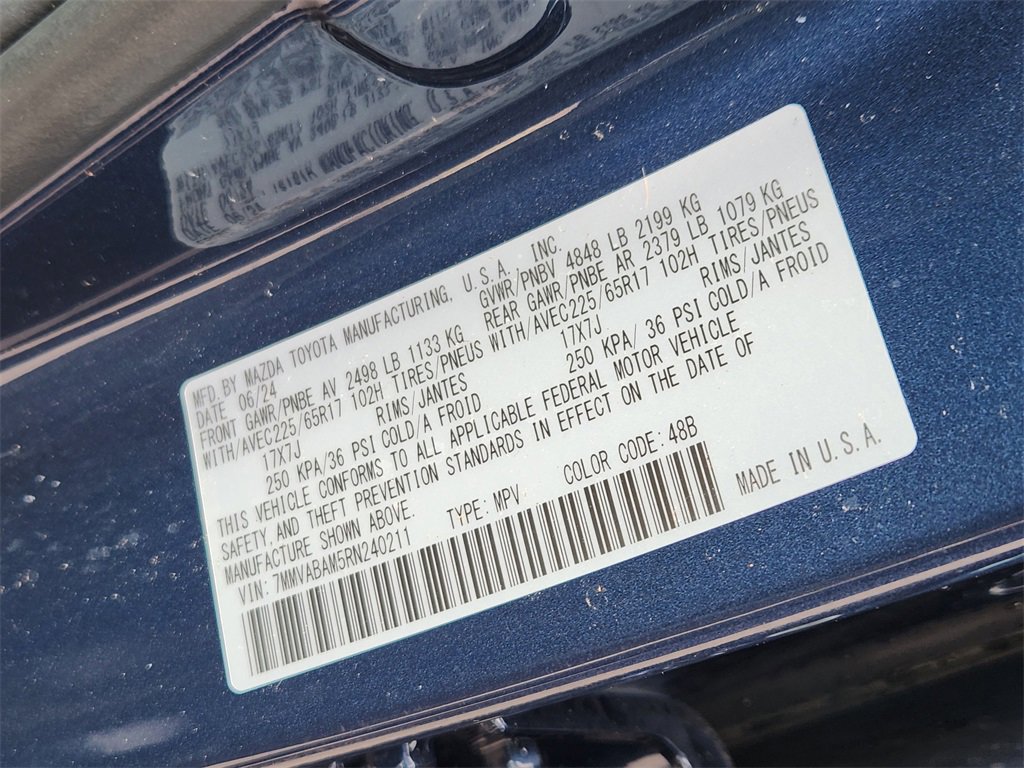 MFD. BY MAZDA TOYOTA MANUFACTURING, U.S.A. INC.
DATE 06/24 GVWR/PNBV 4848 LB 2199 KG
FRONT GAWR/PNBE AV 2498 LB 1133 KG REAR GAWR/PNBE AR 2379 LB 1079 KG
WITH/AVEC225/65R17 102H TIRES/PNEUS WITH/AVEC225/65R17 102H TIRES/PNEUS
17X7J RIMS/JANTES 17X7J RIMS/JANTES
250 KPA/36 PSI COLD/A FROID 250 KPA/ 36 PSI COLD/A FROID
THIS VEHICLE CONFORMS TO ALL APPLICABLE FEDERAL MOTOR VEHICLE
SAFETY AND THEFT PREVENTION STANDARDS IN EFFECT ON THE DATE OF
MANUFACTURE SHOWN ABOVE.
VIN: 7MMVABAM5RN240211 TYPE: MPV COLOR CODE: 48B
MADE IN U.S.A.